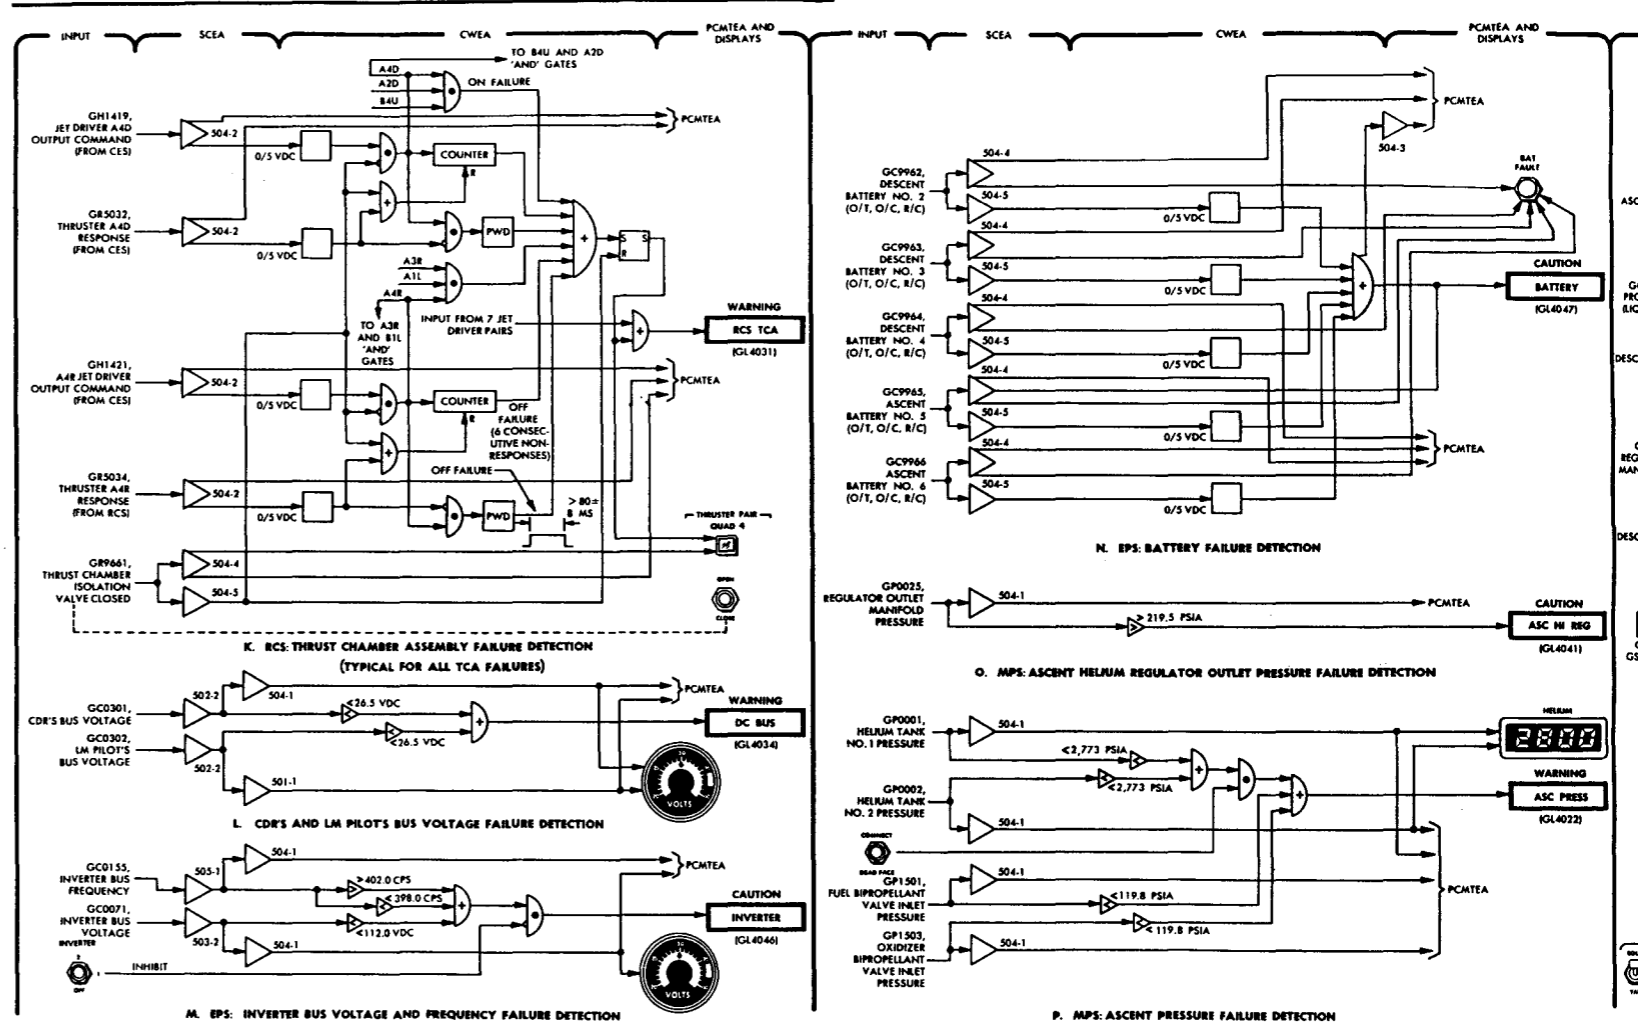 INPUT
SCEA
CWEA
PCMTEA AND
DISPLAYS
TO B4U AND A2D
'AND' GATES
A4D
A2D
B4U
ON FAILURE
GH1419,
JET DRIVER A4D
OUTPUT COMMAND
(FROM CES)
504-2
0/5 VDC
COUNTER
R
PCMTEA
GR5032,
THRUSTER A4D
RESPONSE
(FROM CES)
504-2
0/5 VDC
PWD
S S
R
A3R
A1L
A4R
TO A3R
AND B1L
'AND'
GATES
INPUT FROM 7 JET
DRIVER PAIRS
WARNING
RCS TCA
(GL4031)
GH1421,
A4R JET DRIVER
OUTPUT COMMAND
(FROM CES)
504-2
0/5 VDC
COUNTER
R
PCMTEA
OFF
FAILURE
(6 CONSEC-
UTIVE NON-
RESPONSES)
OFF FAILURE
GR5034,
THRUSTER A4R
RESPONSE
(FROM RCS)
504-2
0/5 VDC
PWD
> 80±
8 MS
THRUSTER PAIR
QUAD 4
GR9661,
THRUST CHAMBER
ISOLATION
VALVE CLOSED
504-4
504-5
OPEN
CLOSE
K. RCS: THRUST CHAMBER ASSEMBLY FAILURE DETECTION
(TYPICAL FOR ALL TCA FAILURES)
GC0301,
CDR'S BUS VOLTAGE
502-2
504-1
<26.5 VDC
PCMTEA
WARNING
DC BUS
(GL4034)
GC0302,
LM PILOT'S
BUS VOLTAGE
502-2
<26.5 VDC
501-1
VOLTS
L. CDR'S AND LM PILOT'S BUS VOLTAGE FAILURE DETECTION
GC0155,
INVERTER BUS
FREQUENCY
505-1
504-1
>402.0 CPS
< 398.0 CPS
PCMTEA
CAUTION
INVERTER
(GL4046)
GC0071,
INVERTER BUS
VOLTAGE
503-2
<112.0 VDC
504-1
INVERTER
2
1
OFF
INHIBIT
VOLTS
M. EPS: INVERTER BUS VOLTAGE AND FREQUENCY FAILURE DETECTION
INPUT
SCEA
CWEA
PCMTEA AND
DISPLAYS
PCMTEA
504-3
BAT
FAULT
GC9962,
DESCENT
BATTERY NO. 2
(O/T, O/C, R/C)
504-4
504-5
0/5 VDC
GC9963,
DESCENT
BATTERY NO. 3
(O/T, O/C, R/C)
504-4
504-5
0/5 VDC
CAUTION
BATTERY
(GL4047)
GC9964,
DESCENT
BATTERY NO. 4
(O/T, O/C, R/C)
504-4
504-5
0/5 VDC
GC9965,
ASCENT
BATTERY NO. 5
(O/T, O/C, R/C)
504-4
504-5
0/5 VDC
GC9966
ASCENT
BATTERY NO. 6
(O/T, O/C, R/C)
504-4
504-5
0/5 VDC
PCMTEA
N. EPS: BATTERY FAILURE DETECTION
GP0025,
REGULATOR OUTLET
MANIFOLD
PRESSURE
504-1
PCMTEA
> 219.5 PSIA
CAUTION
ASC HI REG
(GL4041)
O. MPS: ASCENT HELIUM REGULATOR OUTLET PRESSURE FAILURE DETECTION
GP0001,
HELIUM TANK
NO. 1 PRESSURE
504-1
<2,773 PSIA
HELIUM
WARNING
ASC PRESS
(GL4022)
GP0002,
HELIUM TANK
NO. 2 PRESSURE
<2,773 PSIA
504-1
CONNECT
DEAD FACE
GP1501,
FUEL BIPROPELLANT
VALVE INLET
PRESSURE
504-1
<119.8 PSIA
PCMTEA
GP1503,
OXIDIZER
BIPROPELLANT
VALVE INLET
PRESSURE
< 119.8 PSIA
504-1
P. MPS: ASCENT PRESSURE FAILURE DETECTION